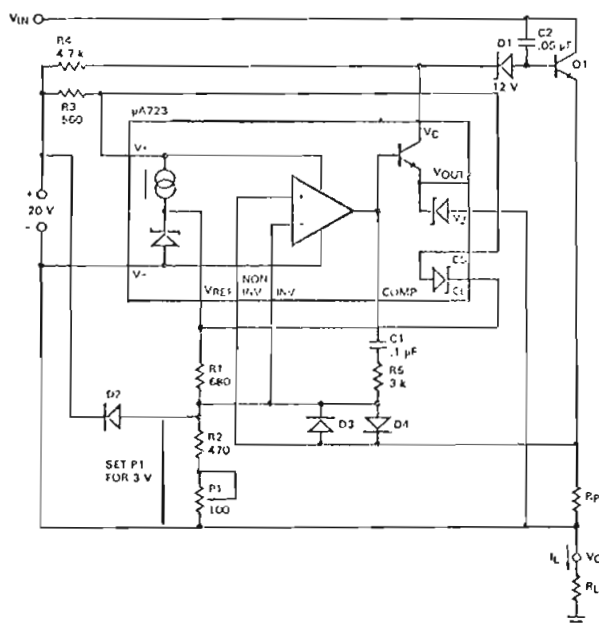 VIN
R4
4.7 k
R3
560
µA723
C2
.05 µF
D1
12 V
Q1
VC
V+
VOUT
VZ
+
20 V
-
+
-
CS
CL
V-
VREF
NON
INV
INV
COMP
C1
.1 µF
R1
680
R5
3 k
D2
D3
D4
R2
470
SET P1
FOR 3 V
P1
100
RP
IL
VO
RL